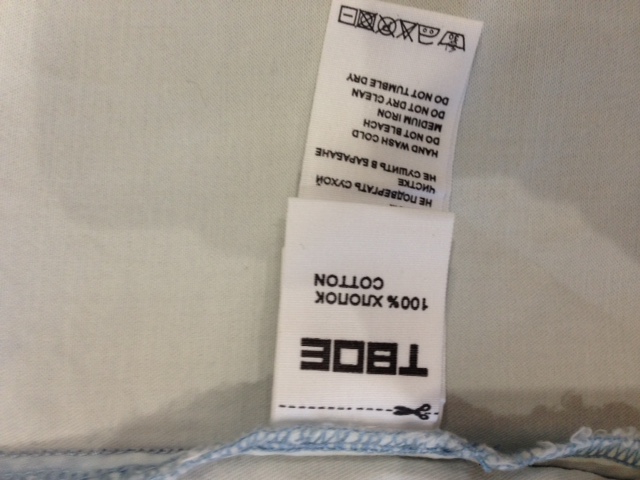 ТВОЕ
100% ХЛОПОК
COTTON
НЕ ПОДВЕРГАТЬ СУХОЙ
ЧИСТКЕ
НЕ СУШИТЬ В БАРАБАНЕ
HAND WASH COLD
DO NOT BLEACH
MEDIUM IRON
DO NOT DRY CLEAN
DO NOT TUMBLE DRY